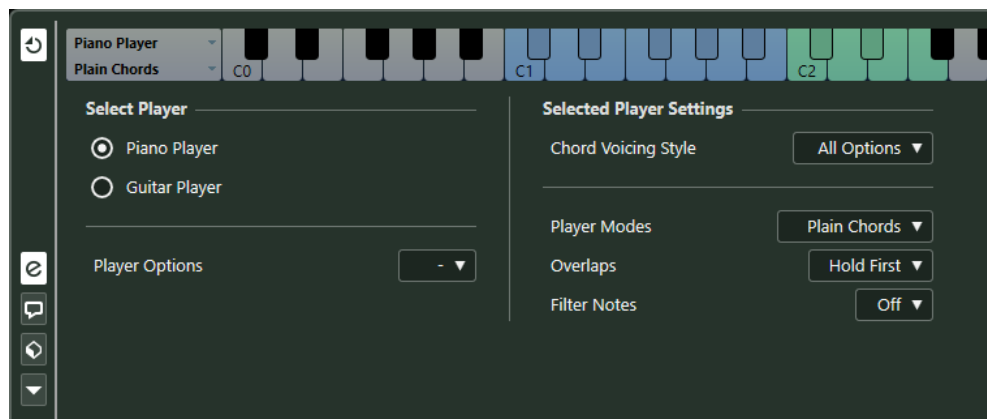 Piano Player
Plain Chords
C0
C1
C2
Select Player
Piano Player
Guitar Player
Player Options
-
Selected Player Settings
Chord Voicing Style
All Options
Player Modes
Plain Chords
Overlaps
Hold First
Filter Notes
Off